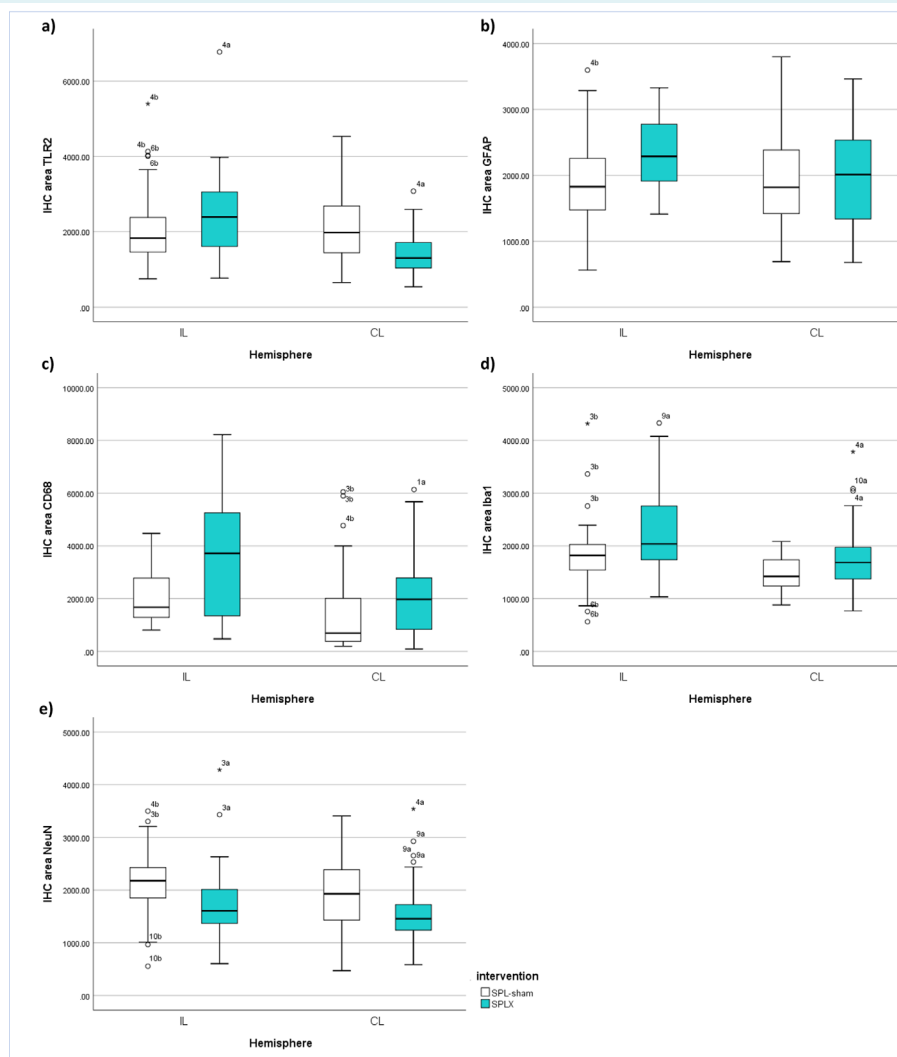 a)
IHC area TLR2
6000.00
4000.00
2000.00
.00
4b
4b 6b
6b
4a
4a
IL
CL
Hemisphere
b)
IHC area GFAP
4000.00
3000.00
2000.00
1000.00
.00
4b
IL
CL
Hemisphere
c)
IHC area CD68
10000.00
8000.00
6000.00
4000.00
2000.00
.00
3b
3b
4b
1a
IL
CL
Hemisphere
d)
IHC area Iba1
5000.00
4000.00
3000.00
2000.00
1000.00
.00
3b
3b
3b
6b
6b
9a
4a
10a
4a
IL
CL
Hemisphere
e)
IHC area NeuN
5000.00
4000.00
3000.00
2000.00
1000.00
.00
4b
3b
10b
10b
3a
3a
4a
9a
9a 9a
IL
CL
Hemisphere
intervention
SPL-sham
SPLX